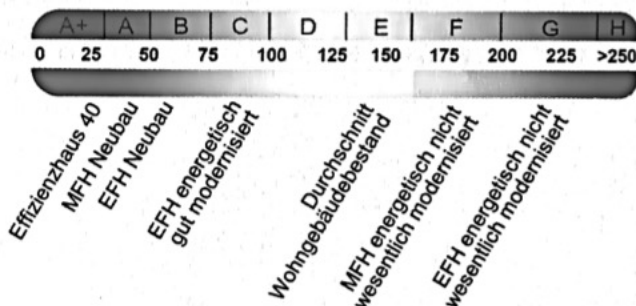 A+ A B C D E F G H
0 25 50 75 100 125 150 175 200 225 >250
Effizienzhaus 40
MFH Neubau
EFH Neubau
EFH energetisch
gut modernisiert
Durchschnitt
Wohngebäudebestand
MFH energetisch nicht
wesentlich modernisiert
EFH energetisch nicht
wesentlich modernisiert